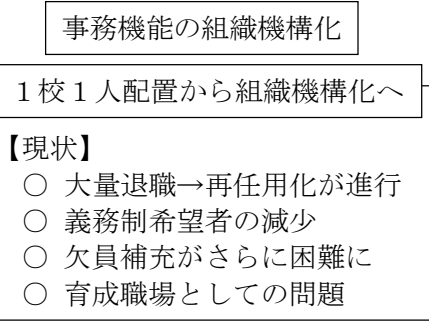 事務機能の組織機構化
１校１人配置から組織機構化へ
【現状】
○ 大量退職→再任用化が進行
○ 義務制希望者の減少
○ 欠員補充がさらに困難に
○ 育成職場としての問題